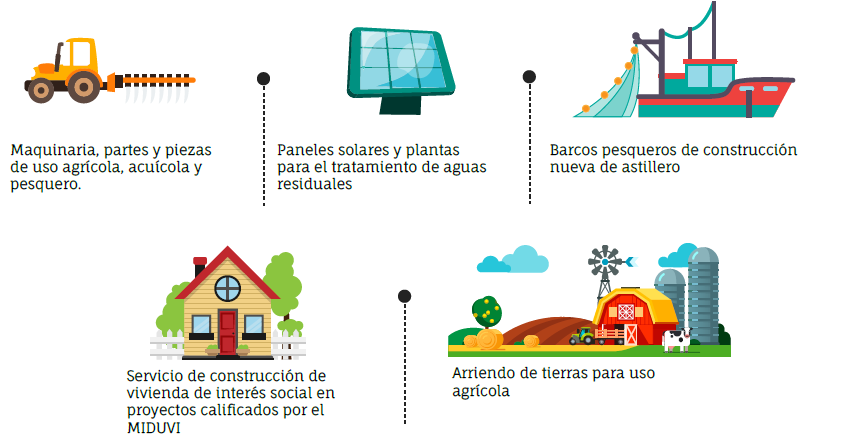 Maquinaria, partes y piezas
de uso agrícola, acuícola y
pesquero.
Paneles solares y plantas
para el tratamiento de aguas
residuales
Barcos pesqueros de construcción
nueva de astillero
Servicio de construcción de
vivienda de interés social en
proyectos calificados por el
MIDUVI
Arriendo de tierras para uso
agrícola